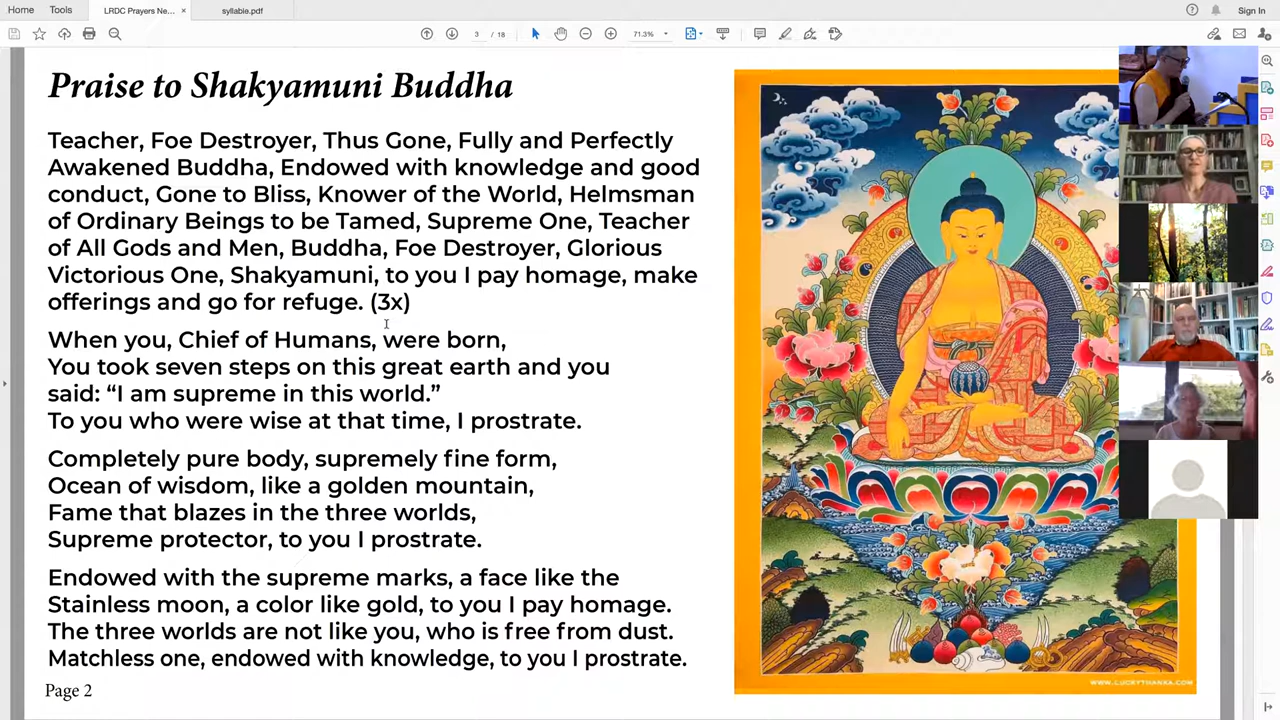 Home Tools LRDC Prayers Ne... × syllable.pdf Sign In
3 / 18 71.3%
Praise to Shakyamuni Buddha
Teacher, Foe Destroyer, Thus Gone, Fully and Perfectly
Awakened Buddha, Endowed with knowledge and good
conduct, Gone to Bliss, Knower of the World, Helmsman
of Ordinary Beings to be Tamed, Supreme One, Teacher
of All Gods and Men, Buddha, Foe Destroyer, Glorious
Victorious One, Shakyamuni, to you I pay homage, make
offerings and go for refuge. (3x)
When you, Chief of Humans, were born,
You took seven steps on this great earth and you
said: “I am supreme in this world.”
To you who were wise at that time, I prostrate.
Completely pure body, supremely fine form,
Ocean of wisdom, like a golden mountain,
Fame that blazes in the three worlds,
Supreme protector, to you I prostrate.
Endowed with the supreme marks, a face like the
Stainless moon, a color like gold, to you I pay homage.
The three worlds are not like you, who is free from dust.
Matchless one, endowed with knowledge, to you I prostrate.
Page 2
WWW.LUCKYTHANKA.COM